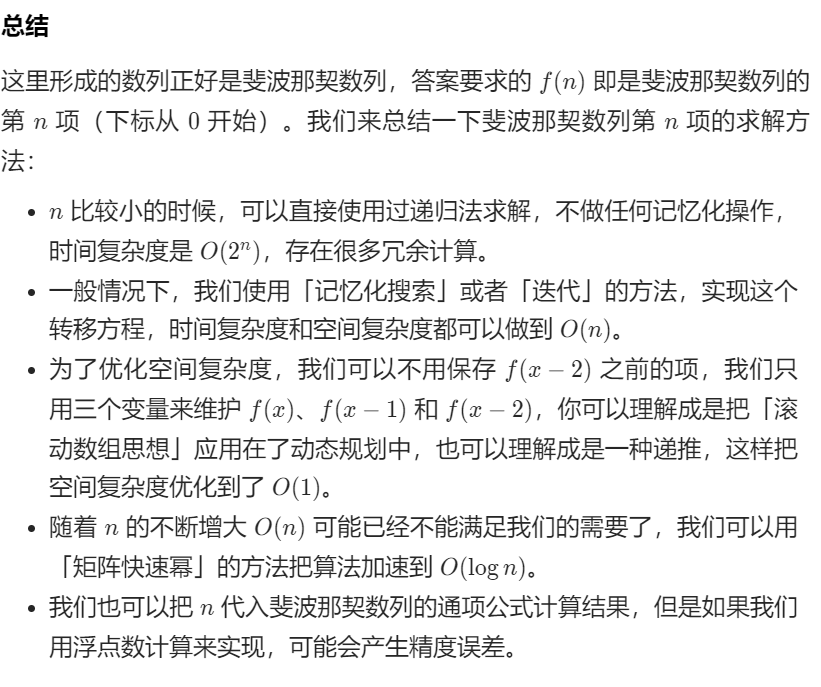 总结
这里形成的数列正好是斐波那契数列，答案要求的 f(n) 即是斐波那契数列的
第 n 项（下标从 0 开始）。我们来总结一下斐波那契数列第 n 项的求解方
法：
• n 比较小的时候，可以直接使用过递归法求解，不做任何记忆化操作，
时间复杂度是 O(2ⁿ)，存在很多冗余计算。
• 一般情况下，我们使用「记忆化搜索」或者「迭代」的方法，实现这个
转移方程，时间复杂度和空间复杂度都可以做到 O(n)。
• 为了优化空间复杂度，我们可以不用保存 f(x − 2) 之前的项，我们只
用三个变量来维护 f(x)、f(x − 1) 和 f(x − 2)，你可以理解成是把「滚
动数组思想」应用在了动态规划中，也可以理解成是一种递推，这样把
空间复杂度优化到了 O(1)。
• 随着 n 的不断增大 O(n) 可能已经不能满足我们的需要了，我们可以用
「矩阵快速幂」的方法把算法加速到 O(log n)。
• 我们也可以把 n 代入斐波那契数列的通项公式计算结果，但是如果我们
用浮点数计算来实现，可能会产生精度误差。